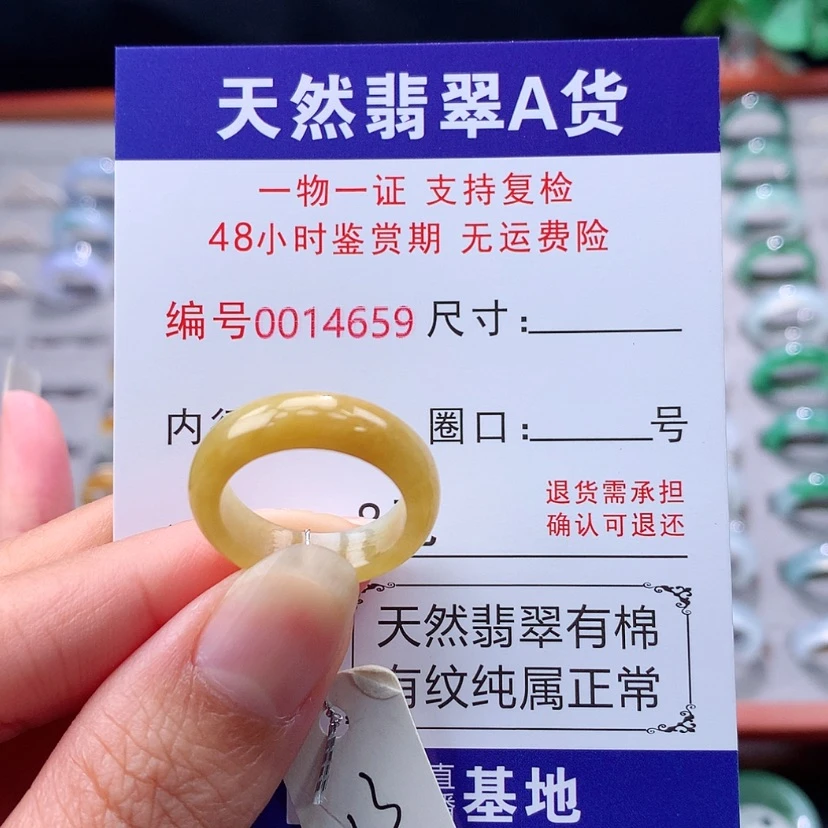 天然翡翠A货
一物一证 支持复检
48小时鉴赏期 无运费险
编号0014659 尺寸:
内 圈口: 号
退货需承担
确认可退还
天然翡翠有棉
有纹纯属正常
直播基地